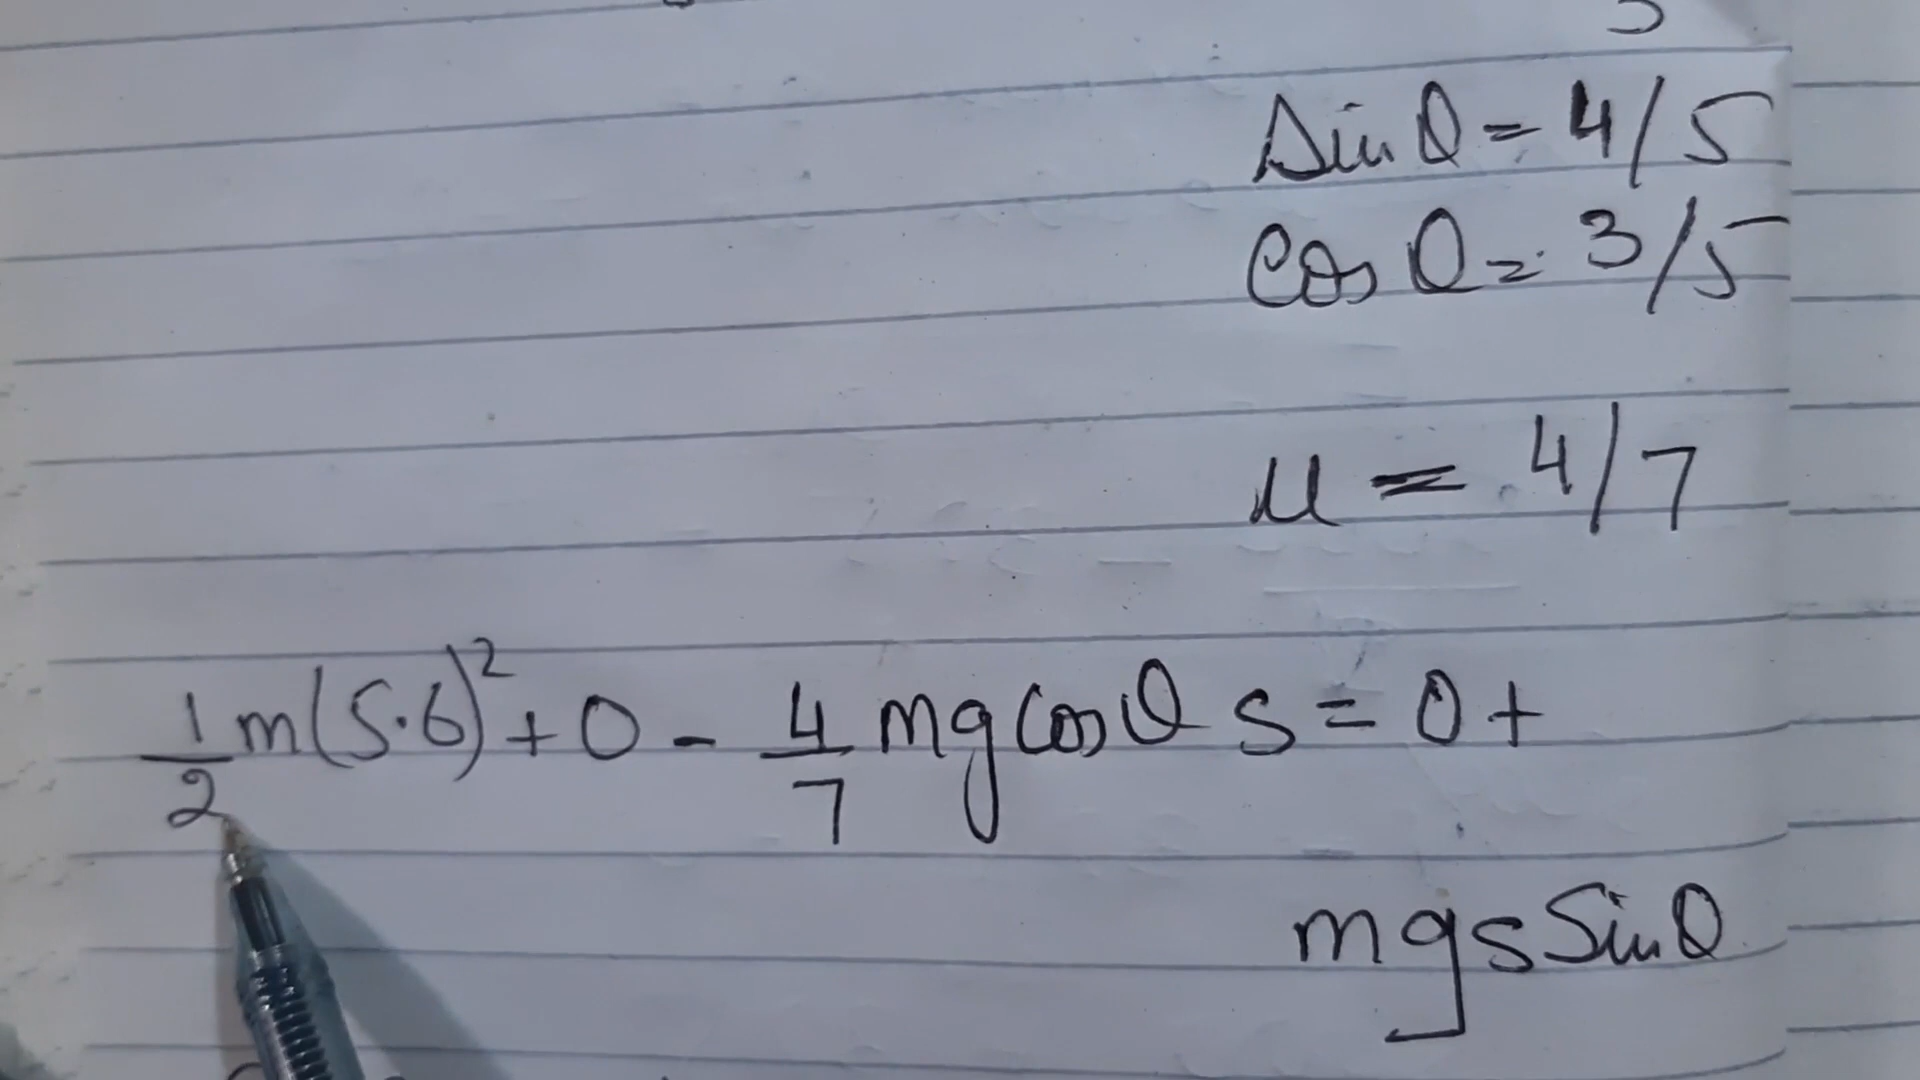 Sin θ = 4/5
Cos θ = 3/5
μ = 4/7
1/2 m(5.6)² + 0 - 4/7 mg Cos θ s = 0 +
mgs Sin θ